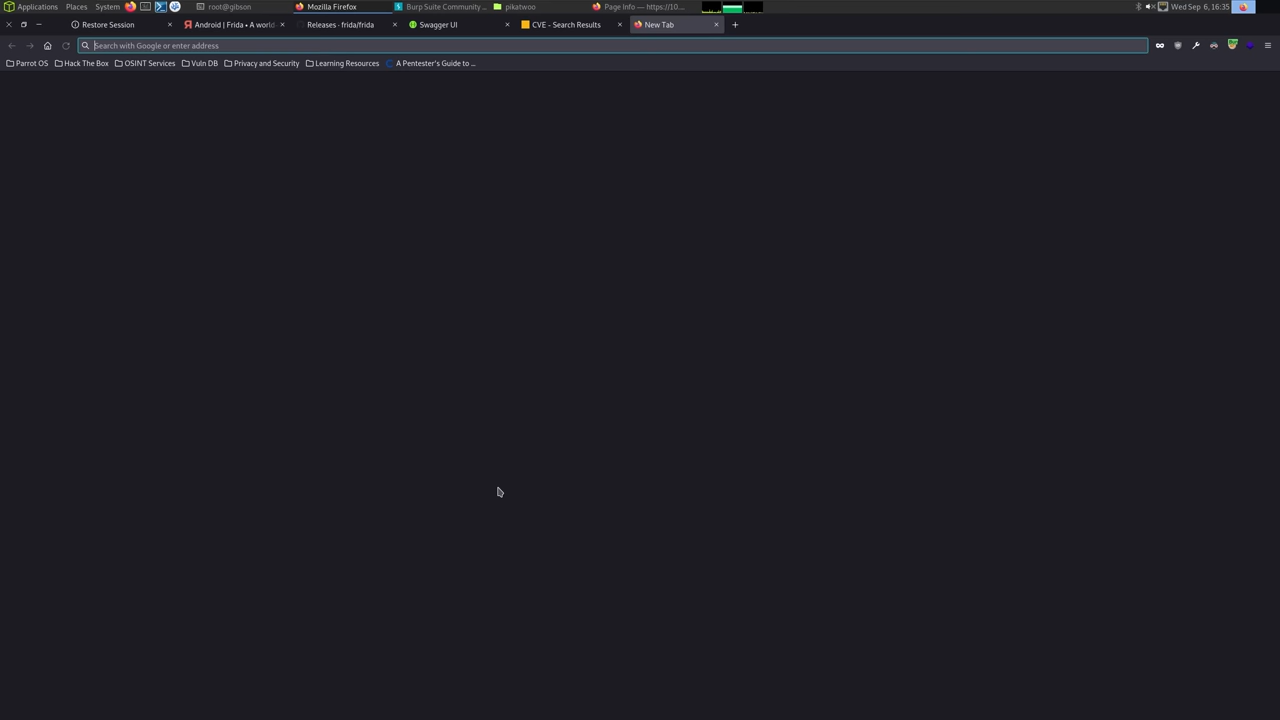 Applications Places System root@gibson Mozilla Firefox Burp Suite Community ... pikatwoo Page Info — https://10.... Wed Sep 6, 16:35
Restore Session Android | Frida • A world- Releases · frida/frida Swagger UI CVE - Search Results New Tab
Search with Google or enter address
Parrot OS Hack The Box OSINT Services Vuln DB Privacy and Security Learning Resources A Pentester's Guide to ...